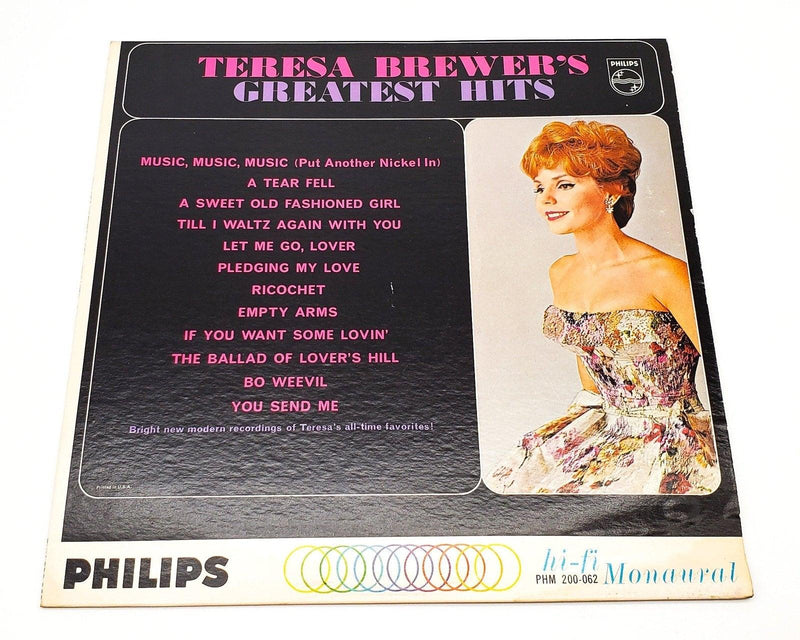 TERESA BREWER'S
GREATEST HITS
PHILIPS
MUSIC, MUSIC, MUSIC (Put Another Nickel In)
A TEAR FELL
A SWEET OLD FASHIONED GIRL
TILL I WALTZ AGAIN WITH YOU
LET ME GO, LOVER
PLEDGING MY LOVE
RICOCHET
EMPTY ARMS
IF YOU WANT SOME LOVIN'
THE BALLAD OF LOVER'S HILL
BO WEEVIL
YOU SEND ME
Bright new modern recordings of Teresa's all-time favorites!
Printed in U.S.A.
PHILIPS
hi-fi
PHM 200-062 Monaural